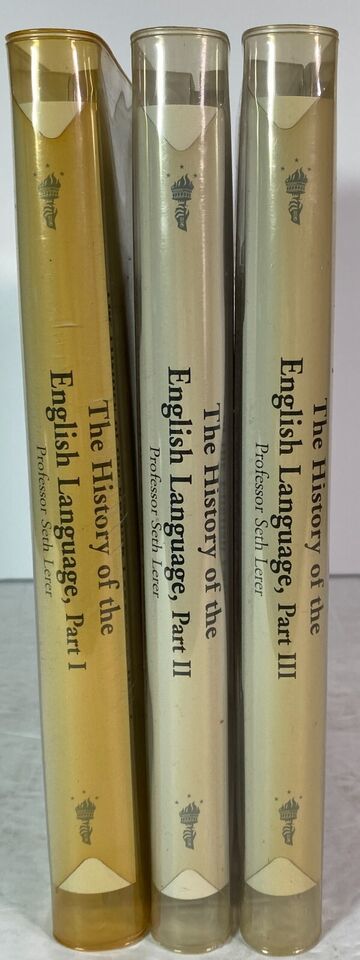 The History of the
English Language, Part I
Professor Seth Lerer
The History of the
English Language, Part II
Professor Seth Lerer
The History of the
English Language, Part III
Professor Seth Lerer